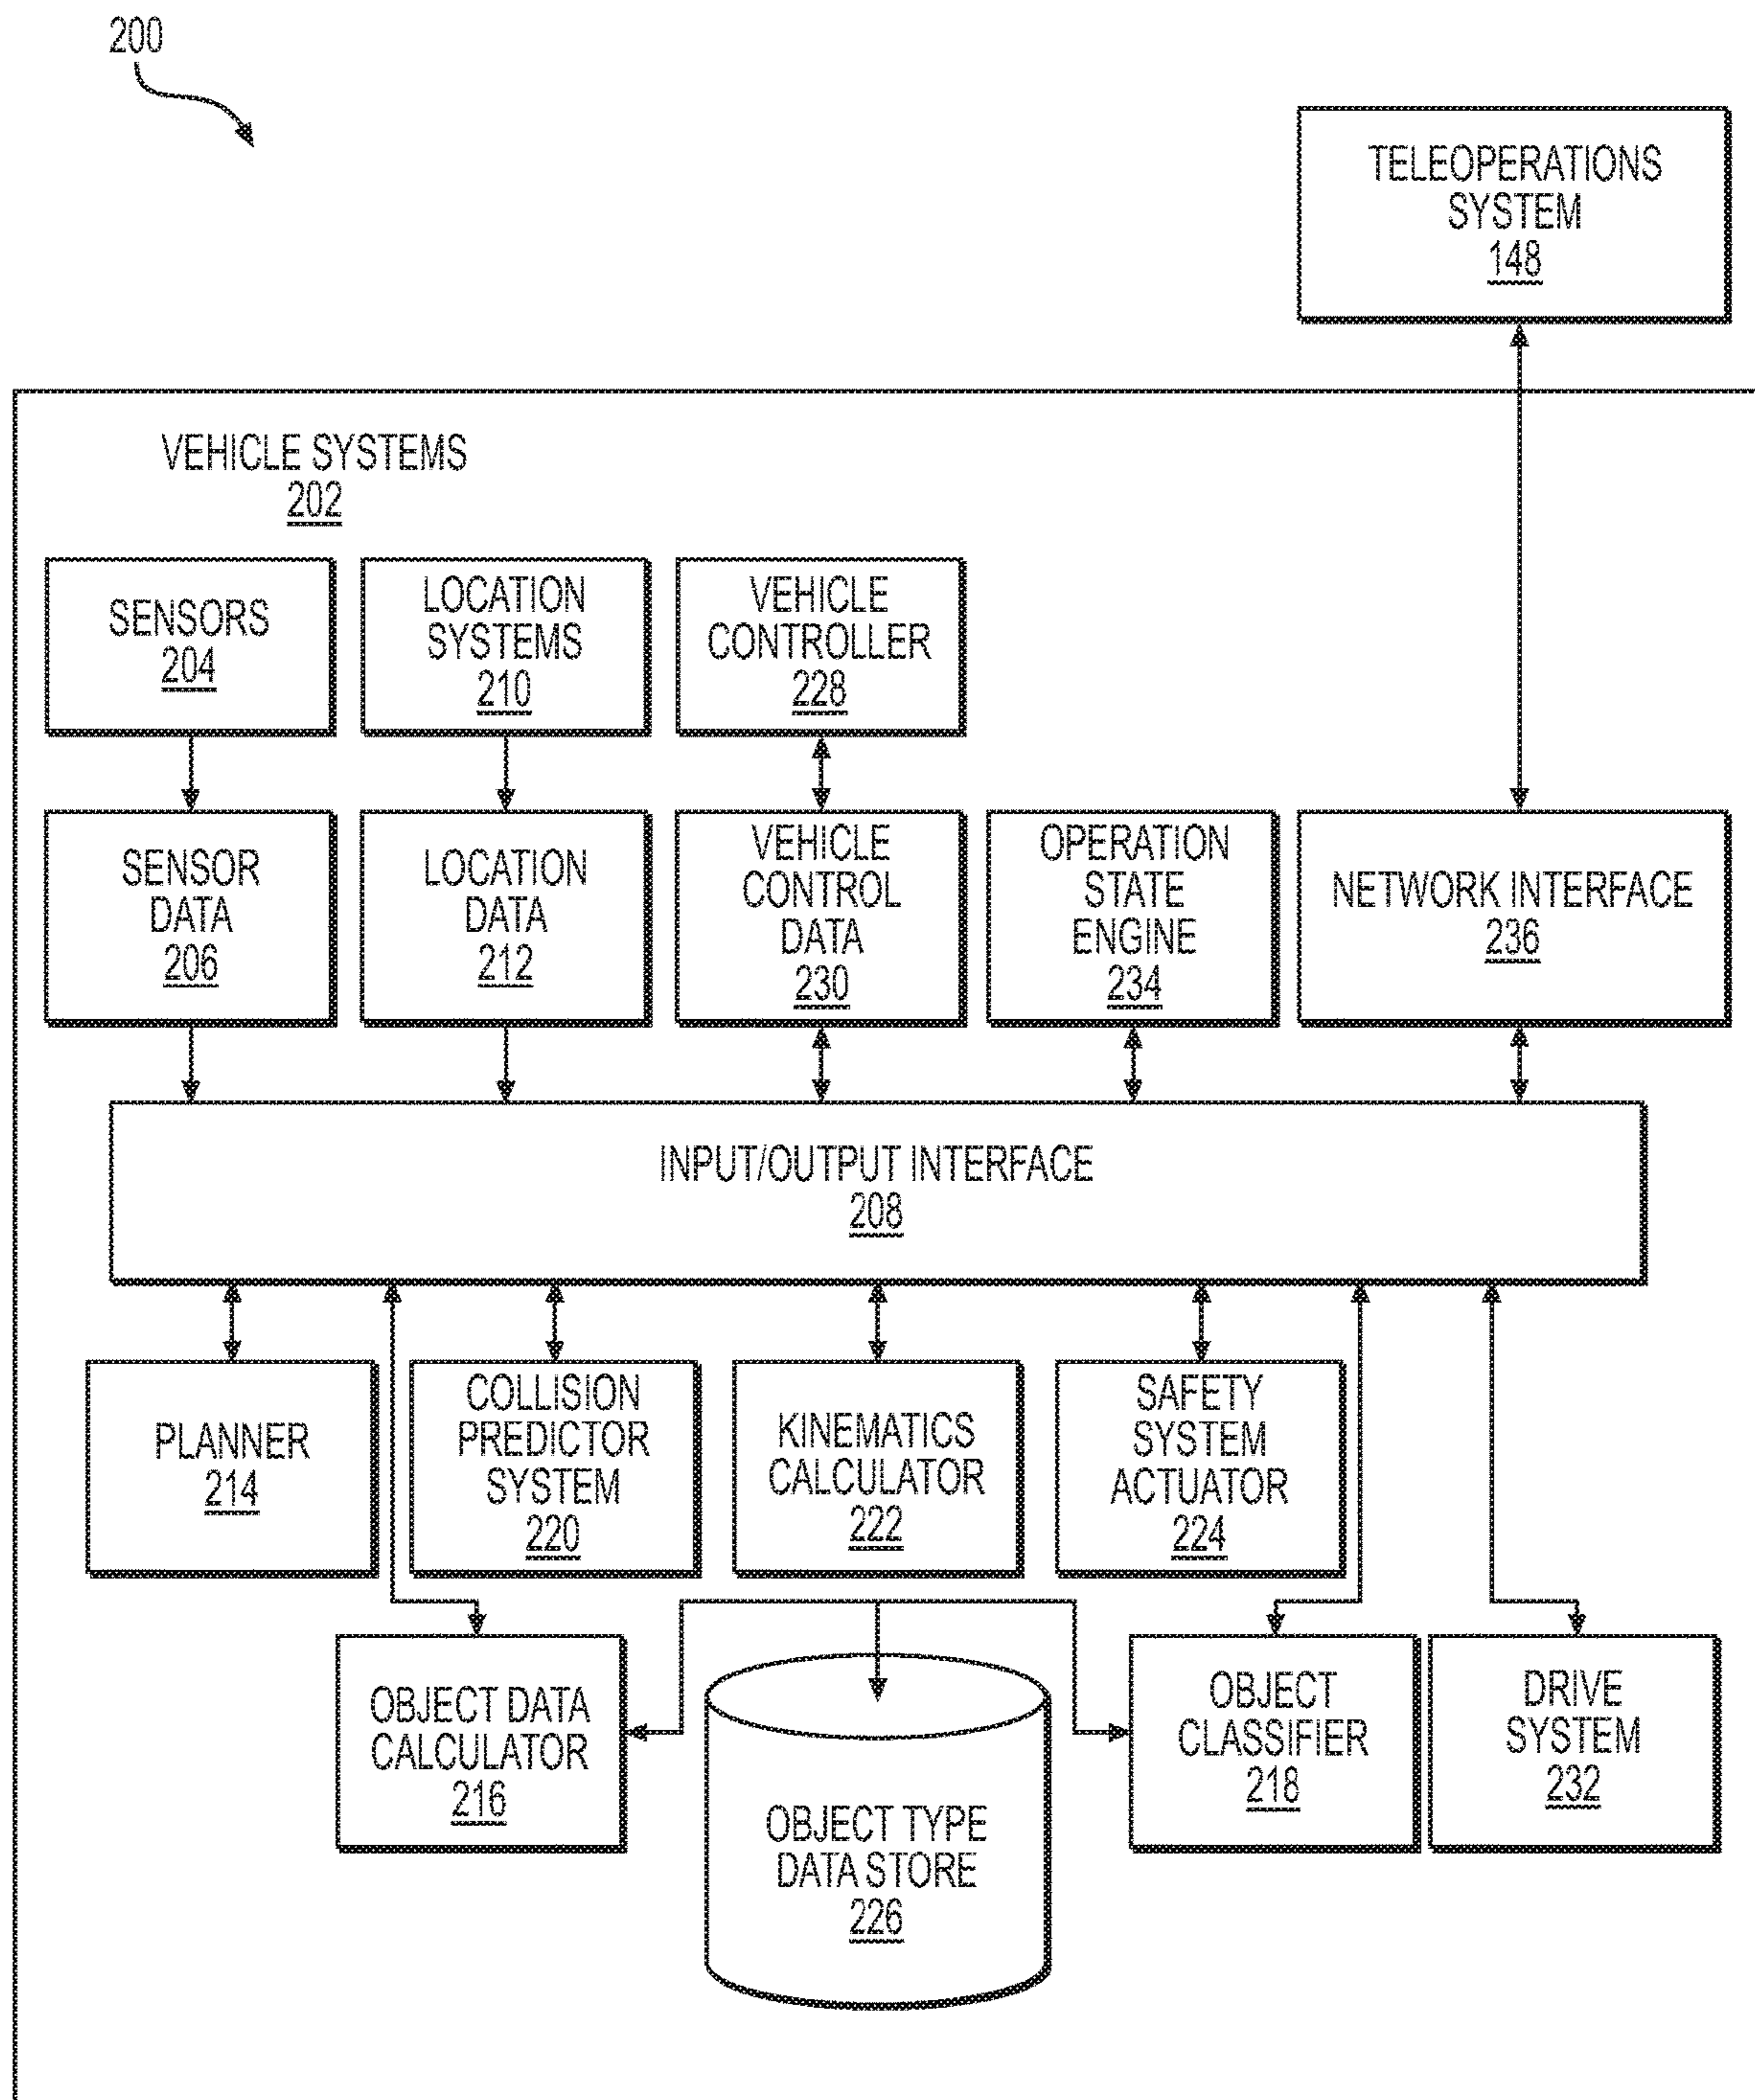 200
TELEOPERATIONS
SYSTEM
148
VEHICLE SYSTEMS
202
SENSORS
204
LOCATION
SYSTEMS
210
VEHICLE
CONTROLLER
228
SENSOR
DATA
206
LOCATION
DATA
212
VEHICLE
CONTROL
DATA
230
OPERATION
STATE
ENGINE
234
NETWORK INTERFACE
236
INPUT/OUTPUT INTERFACE
208
PLANNER
214
COLLISION
PREDICTOR
SYSTEM
220
KINEMATICS
CALCULATOR
222
SAFETY
SYSTEM
ACTUATOR
224
OBJECT DATA
CALCULATOR
216
OBJECT TYPE
DATA STORE
226
OBJECT
CLASSIFIER
218
DRIVE
SYSTEM
232